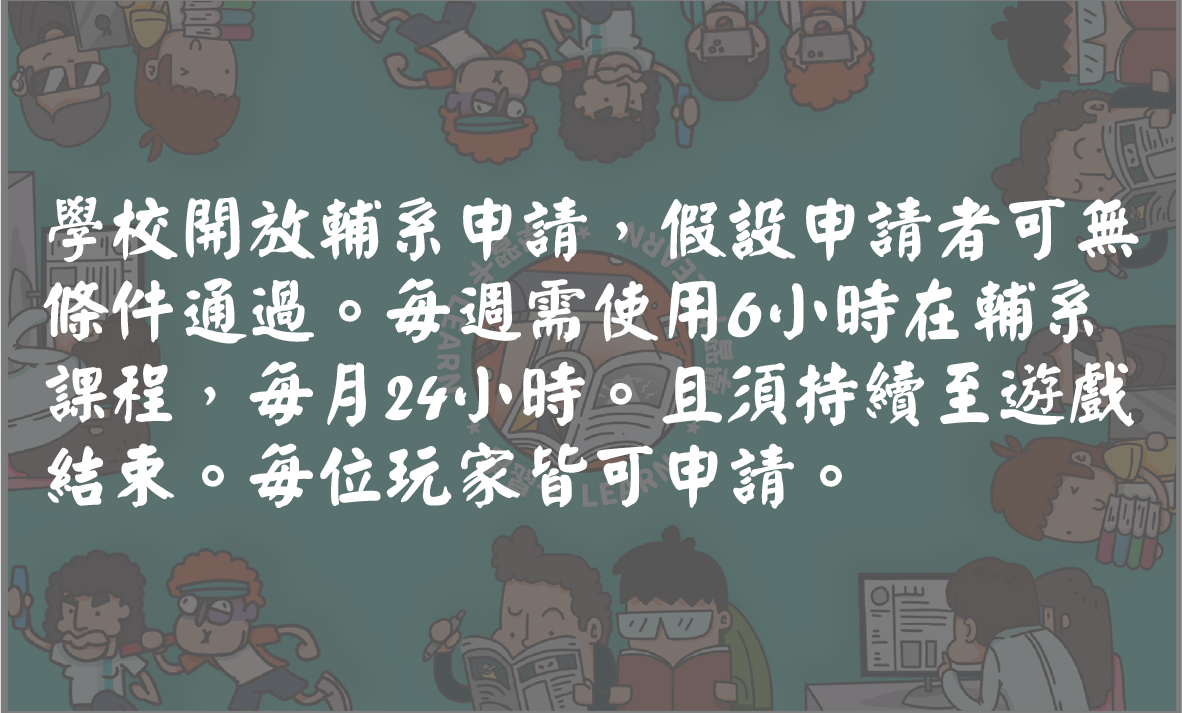 學校開放輔系申請，假設申請者可無
條件通過。每週需使用6小時在輔系
課程，每月24小時。且須持續至遊戲
結束。每位玩家皆可申請。